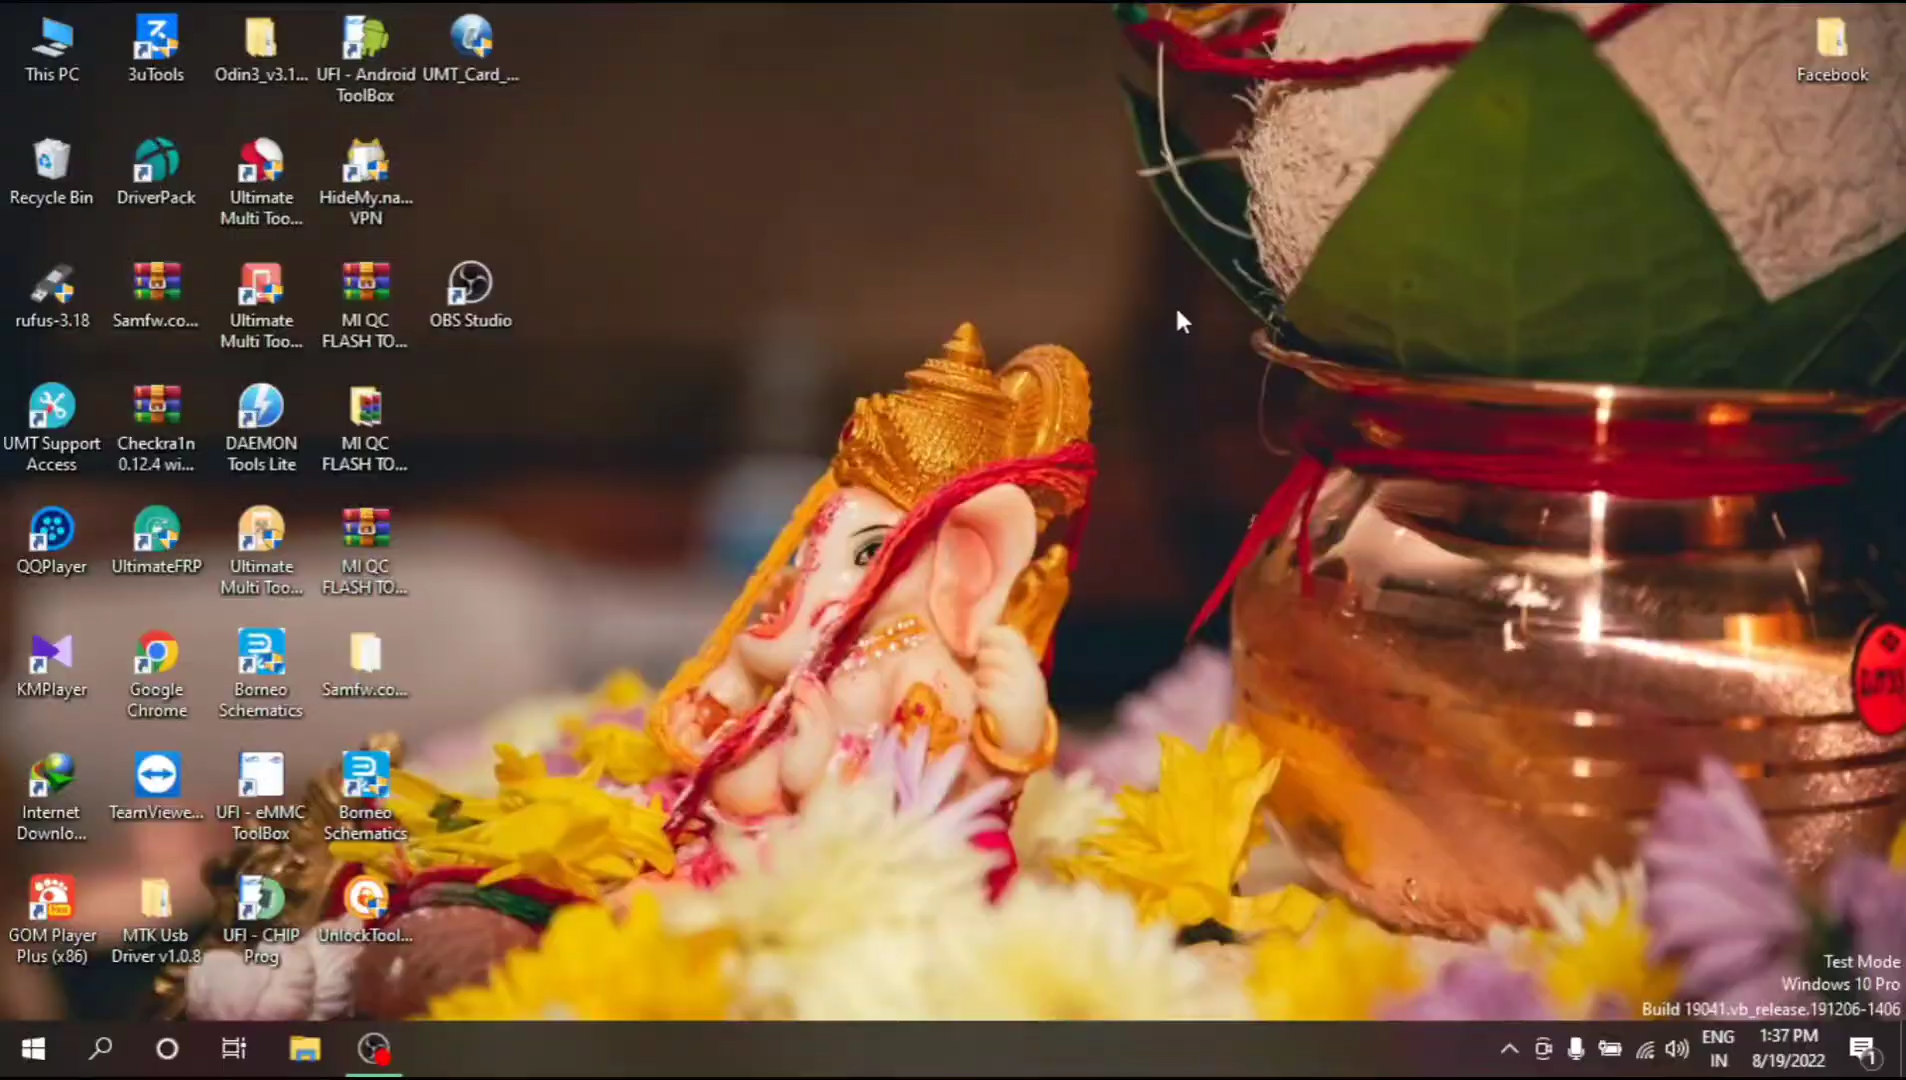 This PC
3uTools
Odin3_v3.1...
UFI - Android
ToolBox
UMT_Card_...
Facebook
Recycle Bin
DriverPack
Ultimate
Multi Too...
HideMy.na...
VPN
rufus-3.18
Samfw.co...
Ultimate
Multi Too...
MI QC
FLASH TO...
OBS Studio
UMT Support
Access
Checkra1n
0.12.4 wi...
DAEMON
Tools Lite
MI QC
FLASH TO...
QQPlayer
UltimateFRP
Ultimate
Multi Too...
MI QC
FLASH TO...
KMPlayer
Google
Chrome
Borneo
Schematics
Samfw.co...
Internet
Downlo...
TeamViewe...
UFI - eMMC
ToolBox
Borneo
Schematics
GOM Player
Plus (x86)
MTK Usb
Driver v1.0.8
UFI - CHIP
Prog
UnlockTool...
Test Mode
Windows 10 Pro
Build 19041.vb_release.191206-1406
ENG
IN
1:37 PM
8/19/2022
1